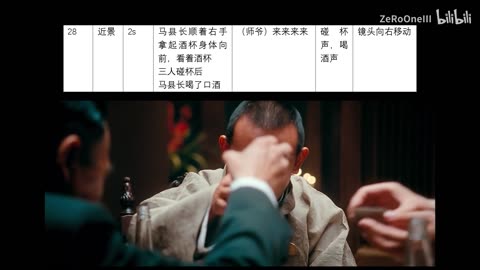 ZeRoOneIII bilibili
28 近景 2s 马县长顺着右手 （师爷）来来来来 碰杯 镜头向右移动
拿起酒杯身体向 声，喝
前，看着酒杯 酒声
三人碰杯后
马县长喝了口酒